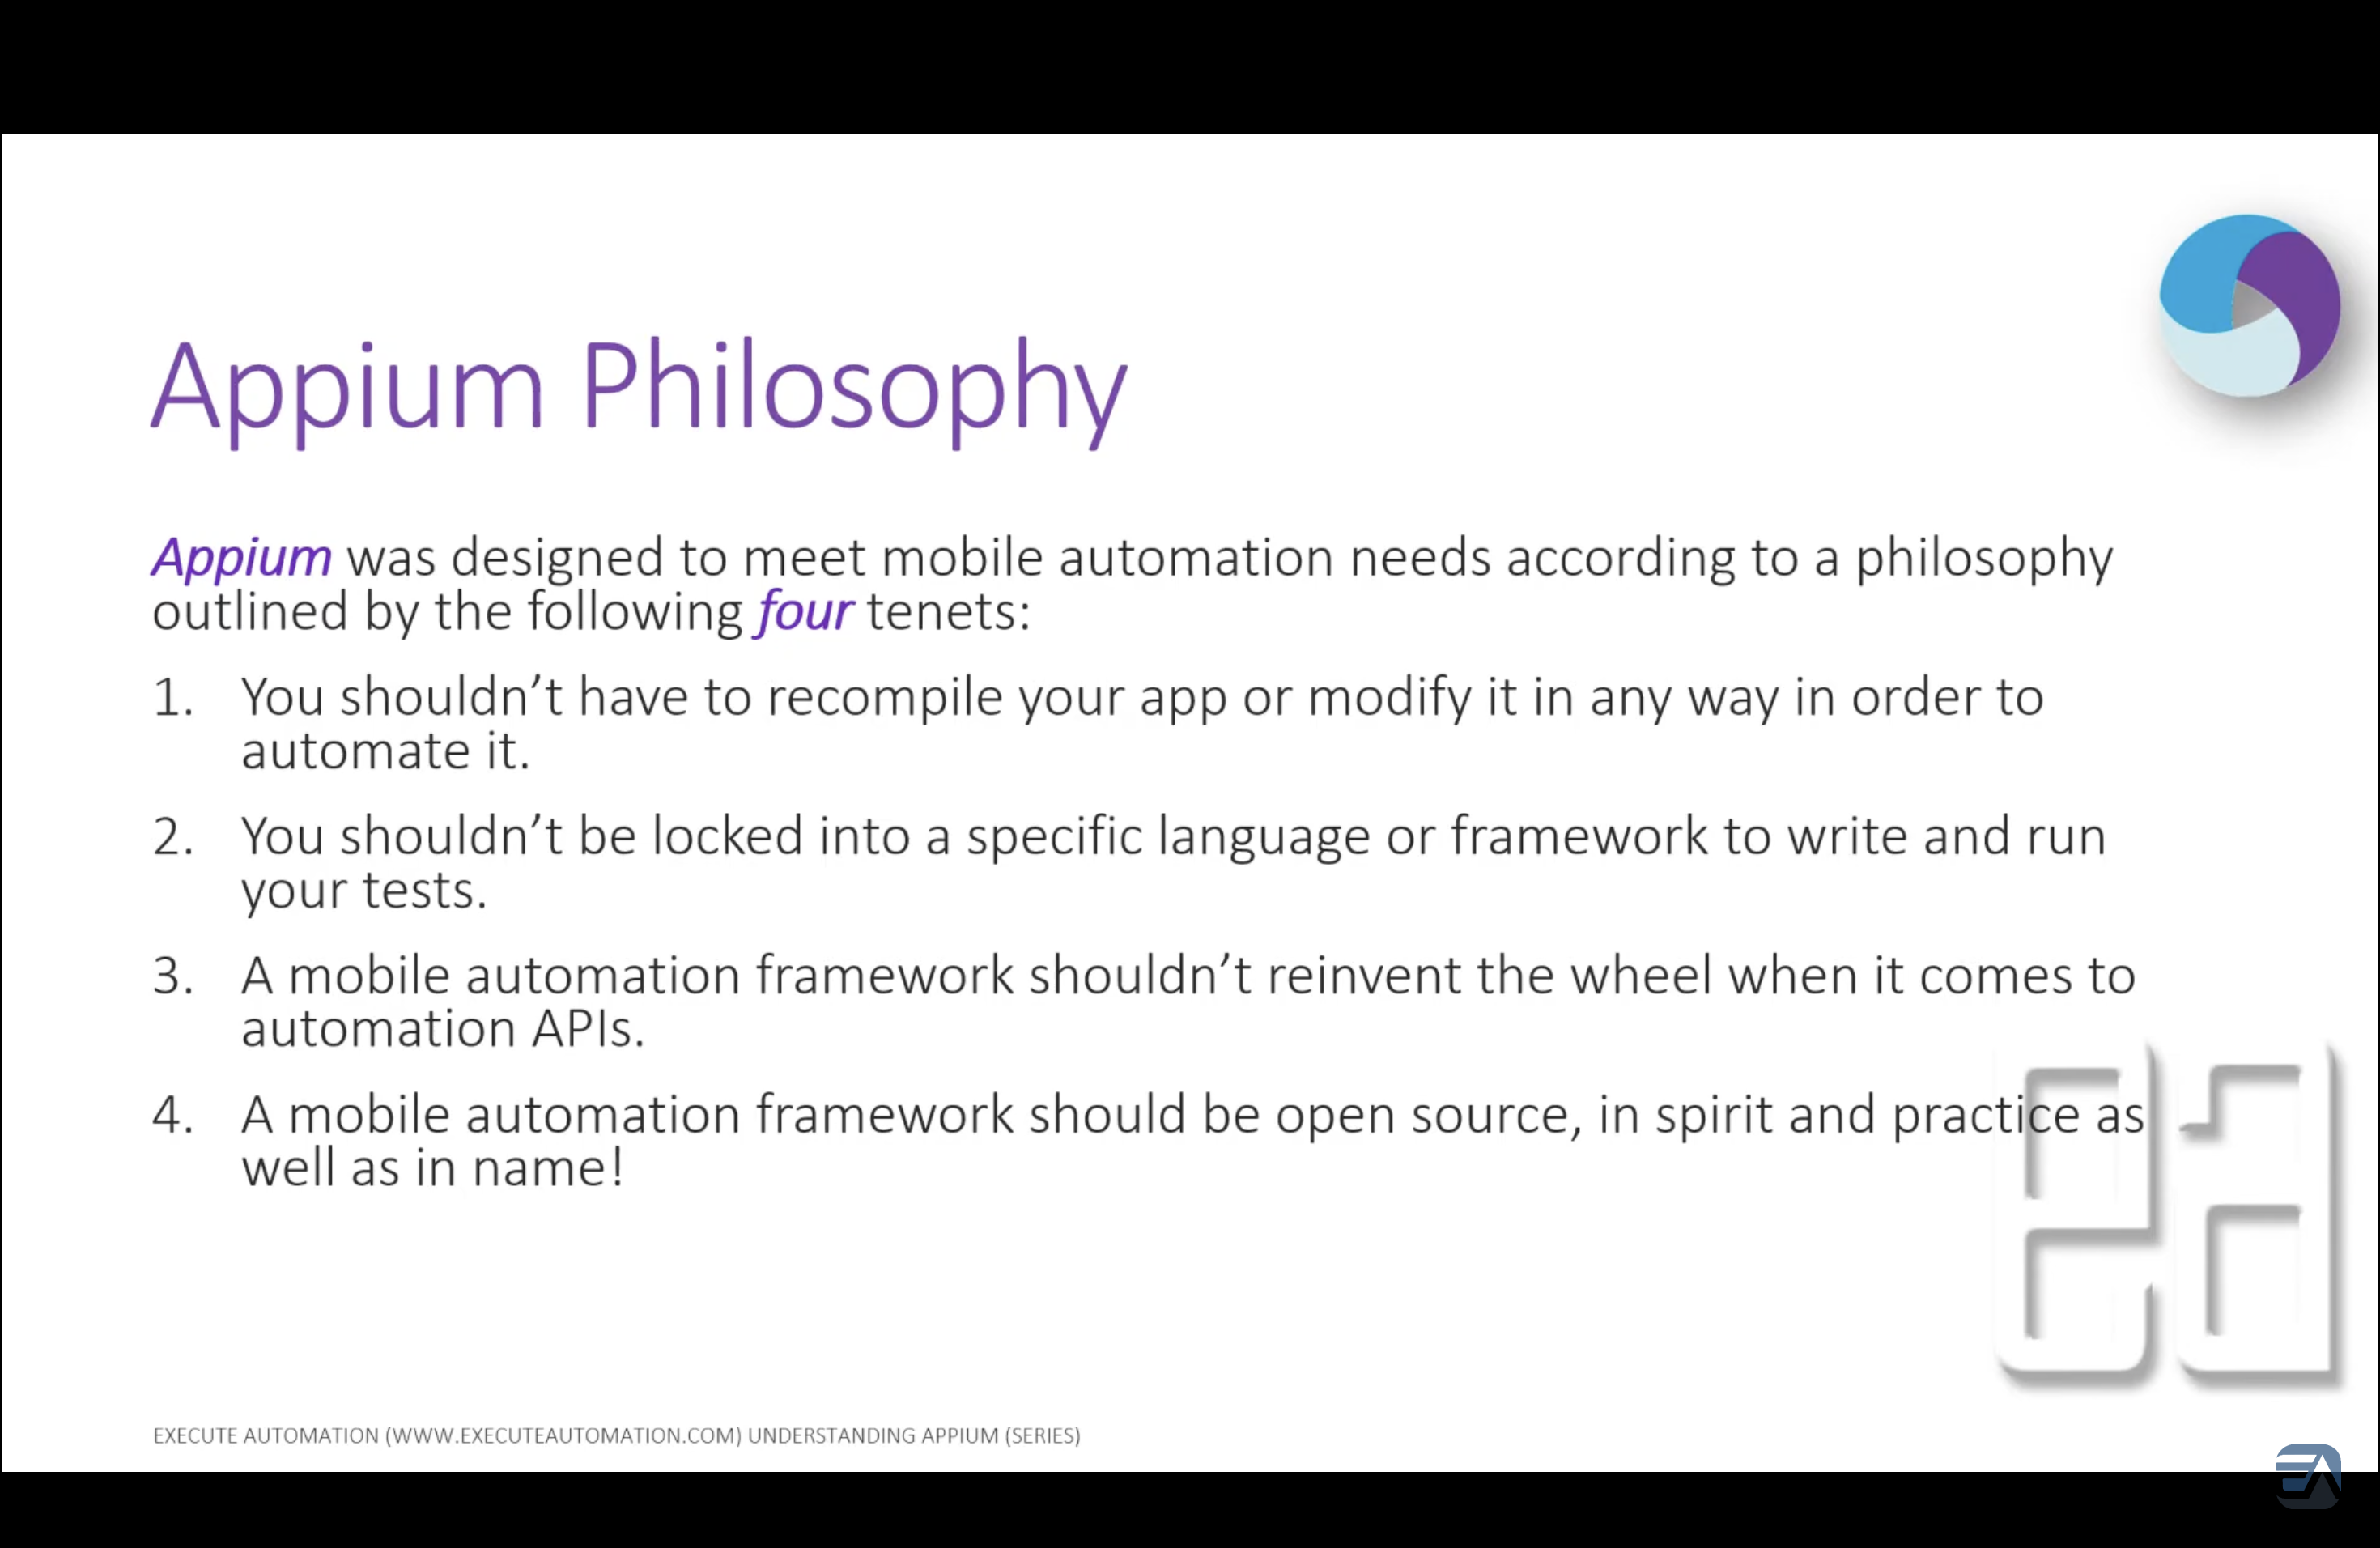 Appium Philosophy
Appium was designed to meet mobile automation needs according to a philosophy
outlined by the following four tenets:
1. You shouldn’t have to recompile your app or modify it in any way in order to
automate it.
2. You shouldn’t be locked into a specific language or framework to write and run
your tests.
3. A mobile automation framework shouldn’t reinvent the wheel when it comes to
automation APIs.
4. A mobile automation framework should be open source, in spirit and practice as
well as in name!
ea
EXECUTE AUTOMATION (WWW.EXECUTEAUTOMATION.COM) UNDERSTANDING APPIUM (SERIES)
EA